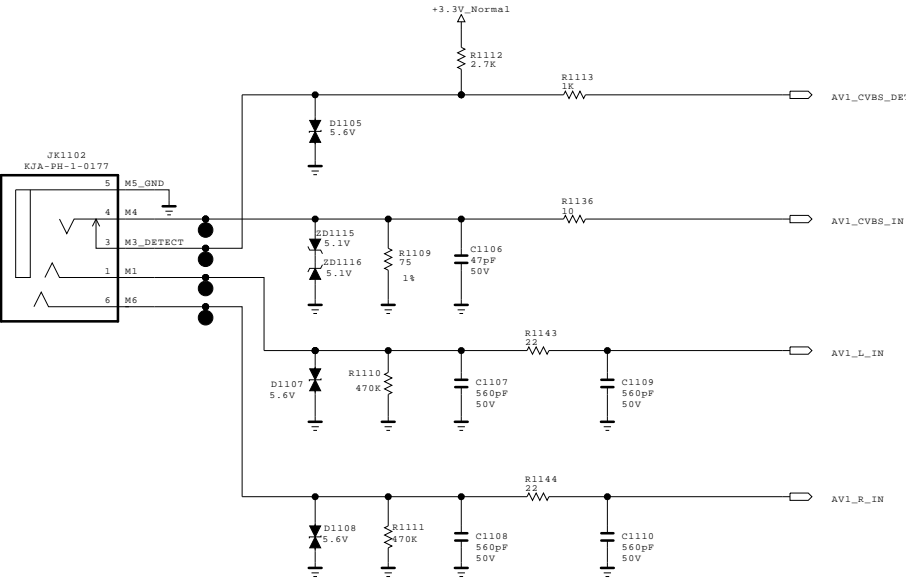 +3.3V_Normal
R1112
2.7K
R1113
1K
AV1_CVBS_DET
D1105
5.6V
JK1102
KJA-PH-1-0177
5 M5_GND
4 M4
3 M3_DETECT
1 M1
6 M6
R1136
10
AV1_CVBS_IN
ZD1115
5.1V
ZD1116
5.1V
R1109
75
1%
C1106
47pF
50V
R1143
22
AV1_L_IN
D1107
5.6V
R1110
470K
C1107
560pF
50V
C1109
560pF
50V
R1144
22
AV1_R_IN
D1108
5.6V
R1111
470K
C1108
560pF
50V
C1110
560pF
50V